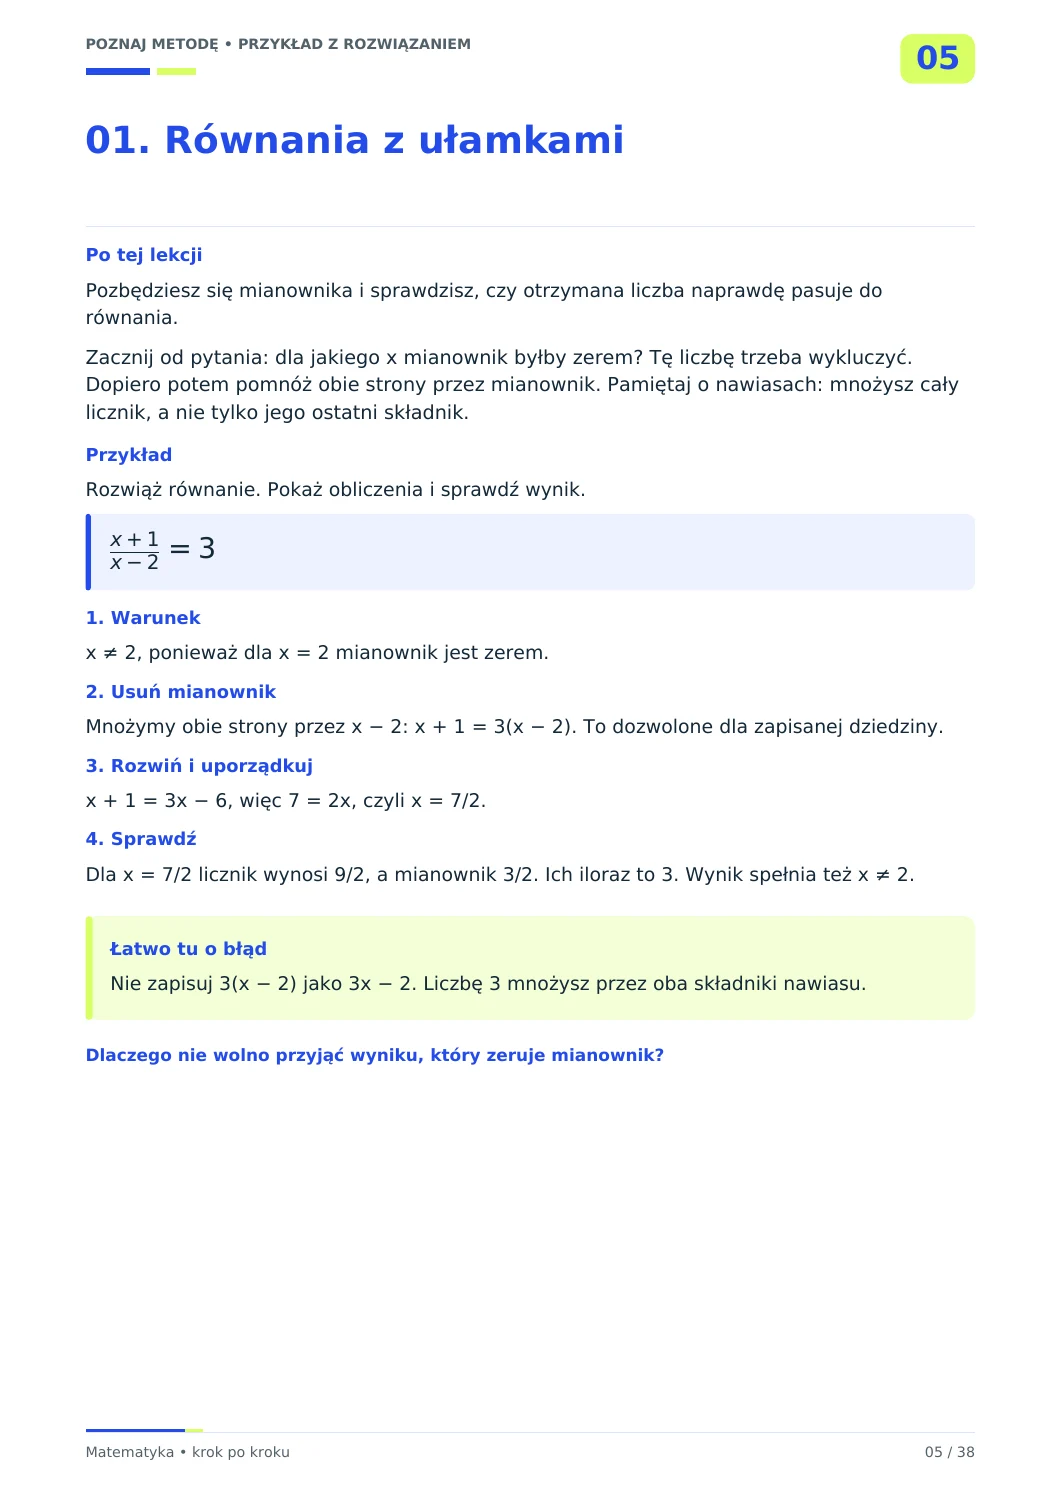 POZNAJ METODĘ • PRZYKŁAD Z ROZWIĄZANIEM
05
01. Równania z ułamkami
Po tej lekcji
Pozbędziesz się mianownika i sprawdzisz, czy otrzymana liczba naprawdę pasuje do
równania.
Zacznij od pytania: dla jakiego x mianownik byłby zerem? Tę liczbę trzeba wykluczyć.
Dopiero potem pomnóż obie strony przez mianownik. Pamiętaj o nawiasach: mnożysz cały
licznik, a nie tylko jego ostatni składnik.
Przykład
Rozwiąż równanie. Pokaż obliczenia i sprawdź wynik.
(x + 1)/(x − 2) = 3
1. Warunek
x ≠ 2, ponieważ dla x = 2 mianownik jest zerem.
2. Usuń mianownik
Mnożymy obie strony przez x − 2: x + 1 = 3(x − 2). To dozwolone dla zapisanej dziedziny.
3. Rozwiń i uporządkuj
x + 1 = 3x − 6, więc 7 = 2x, czyli x = 7/2.
4. Sprawdź
Dla x = 7/2 licznik wynosi 9/2, a mianownik 3/2. Ich iloraz to 3. Wynik spełnia też x ≠ 2.
Łatwo tu o błąd
Nie zapisuj 3(x − 2) jako 3x − 2. Liczbę 3 mnożysz przez oba składniki nawiasu.
Dlaczego nie wolno przyjąć wyniku, który zeruje mianownik?
Matematyka • krok po kroku
05 / 38